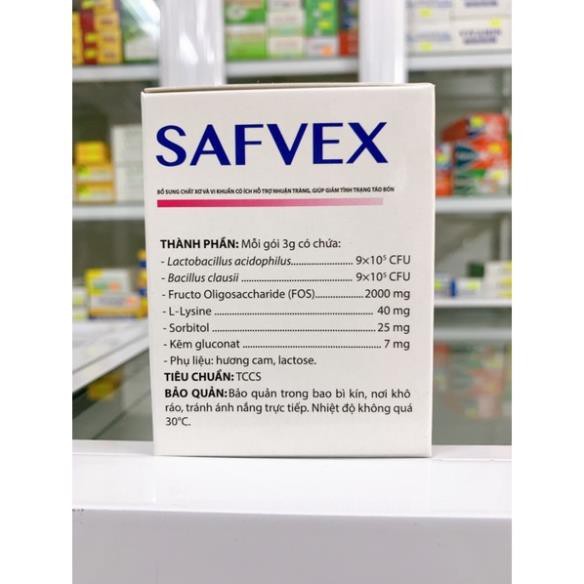 SAFVEX
BỔ SUNG CHẤT XƠ VÀ VI KHUẨN CÓ ÍCH HỖ TRỢ NHUẬN TRÀNG, GIÚP GIẢM TÌNH TRẠNG TÁO BÓN
THÀNH PHẦN: Mỗi gói 3g có chứa:
- Lactobacillus acidophilus.................... 9×10⁵ CFU
- Bacillus clausii................................... 9×10⁵ CFU
- Fructo Oligosaccharide (FOS)............... 2000 mg
- L-Lysine ................................................ 40 mg
- Sorbitol ................................................. 25 mg
- Kẽm gluconat ........................................ 7 mg
- Phụ liệu: hương cam, lactose.
TIÊU CHUẨN: TCCS
BẢO QUẢN: Bảo quản trong bao bì kín, nơi khô
ráo, tránh ánh nắng trực tiếp. Nhiệt độ không quá
30°C.